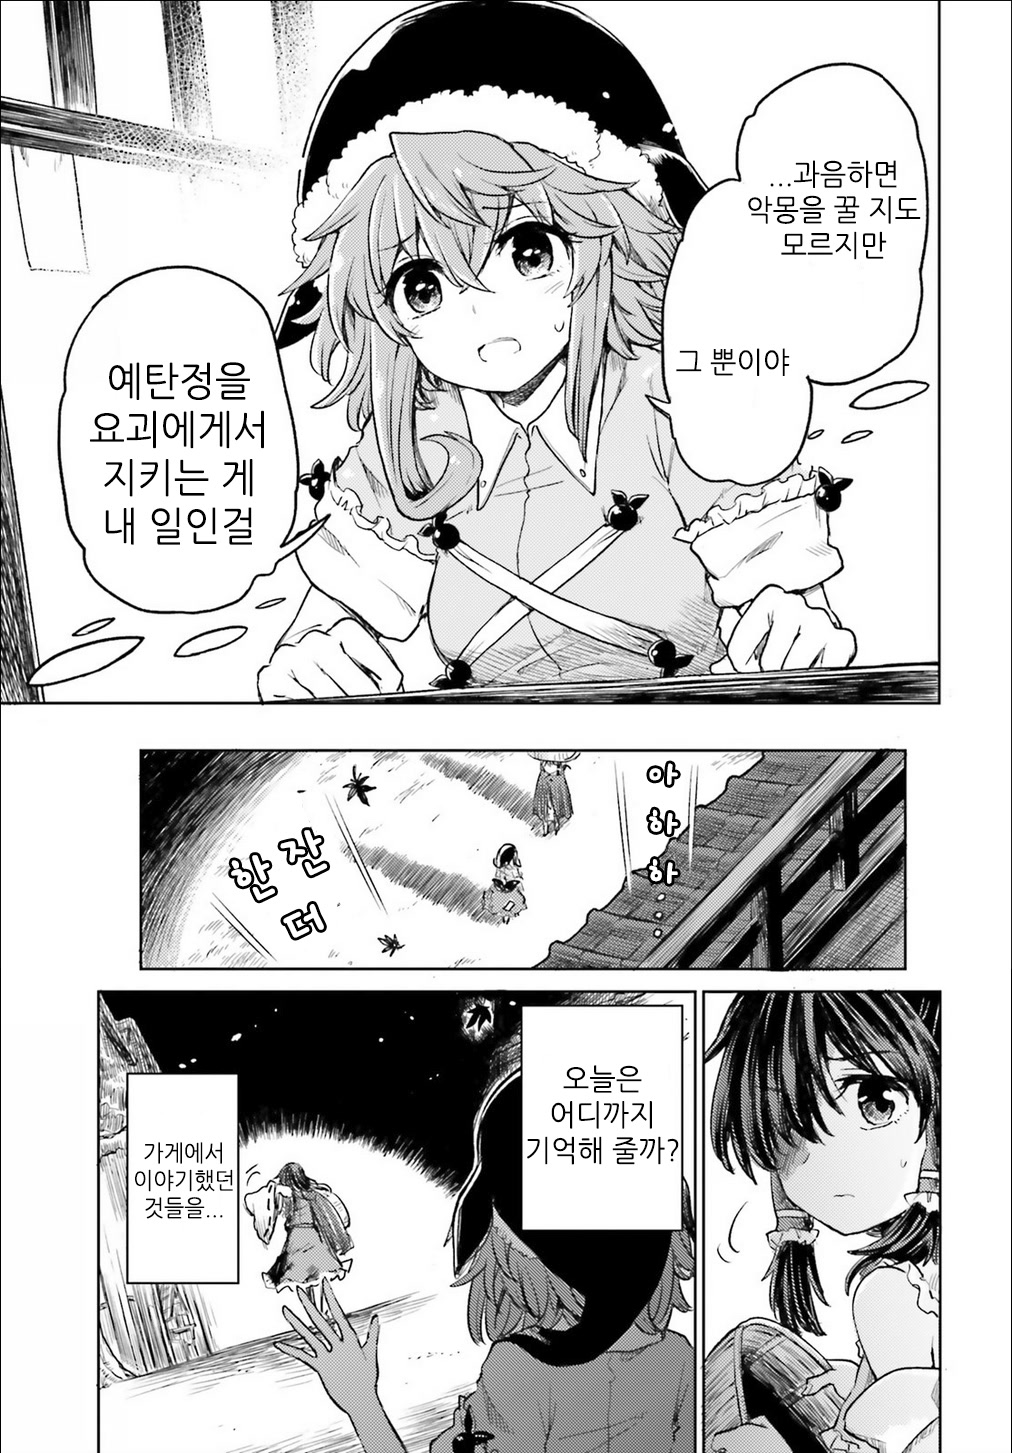 …과음하면
악몽을 꿀 지도
모르지만
그 뿐이야
예탄정을
요괴에게서
지키는 게
내 일인걸
아하하…
한 잔
더
오늘은
어디까지
기억해 줄까?
가게에서
이야기했던
것들을…